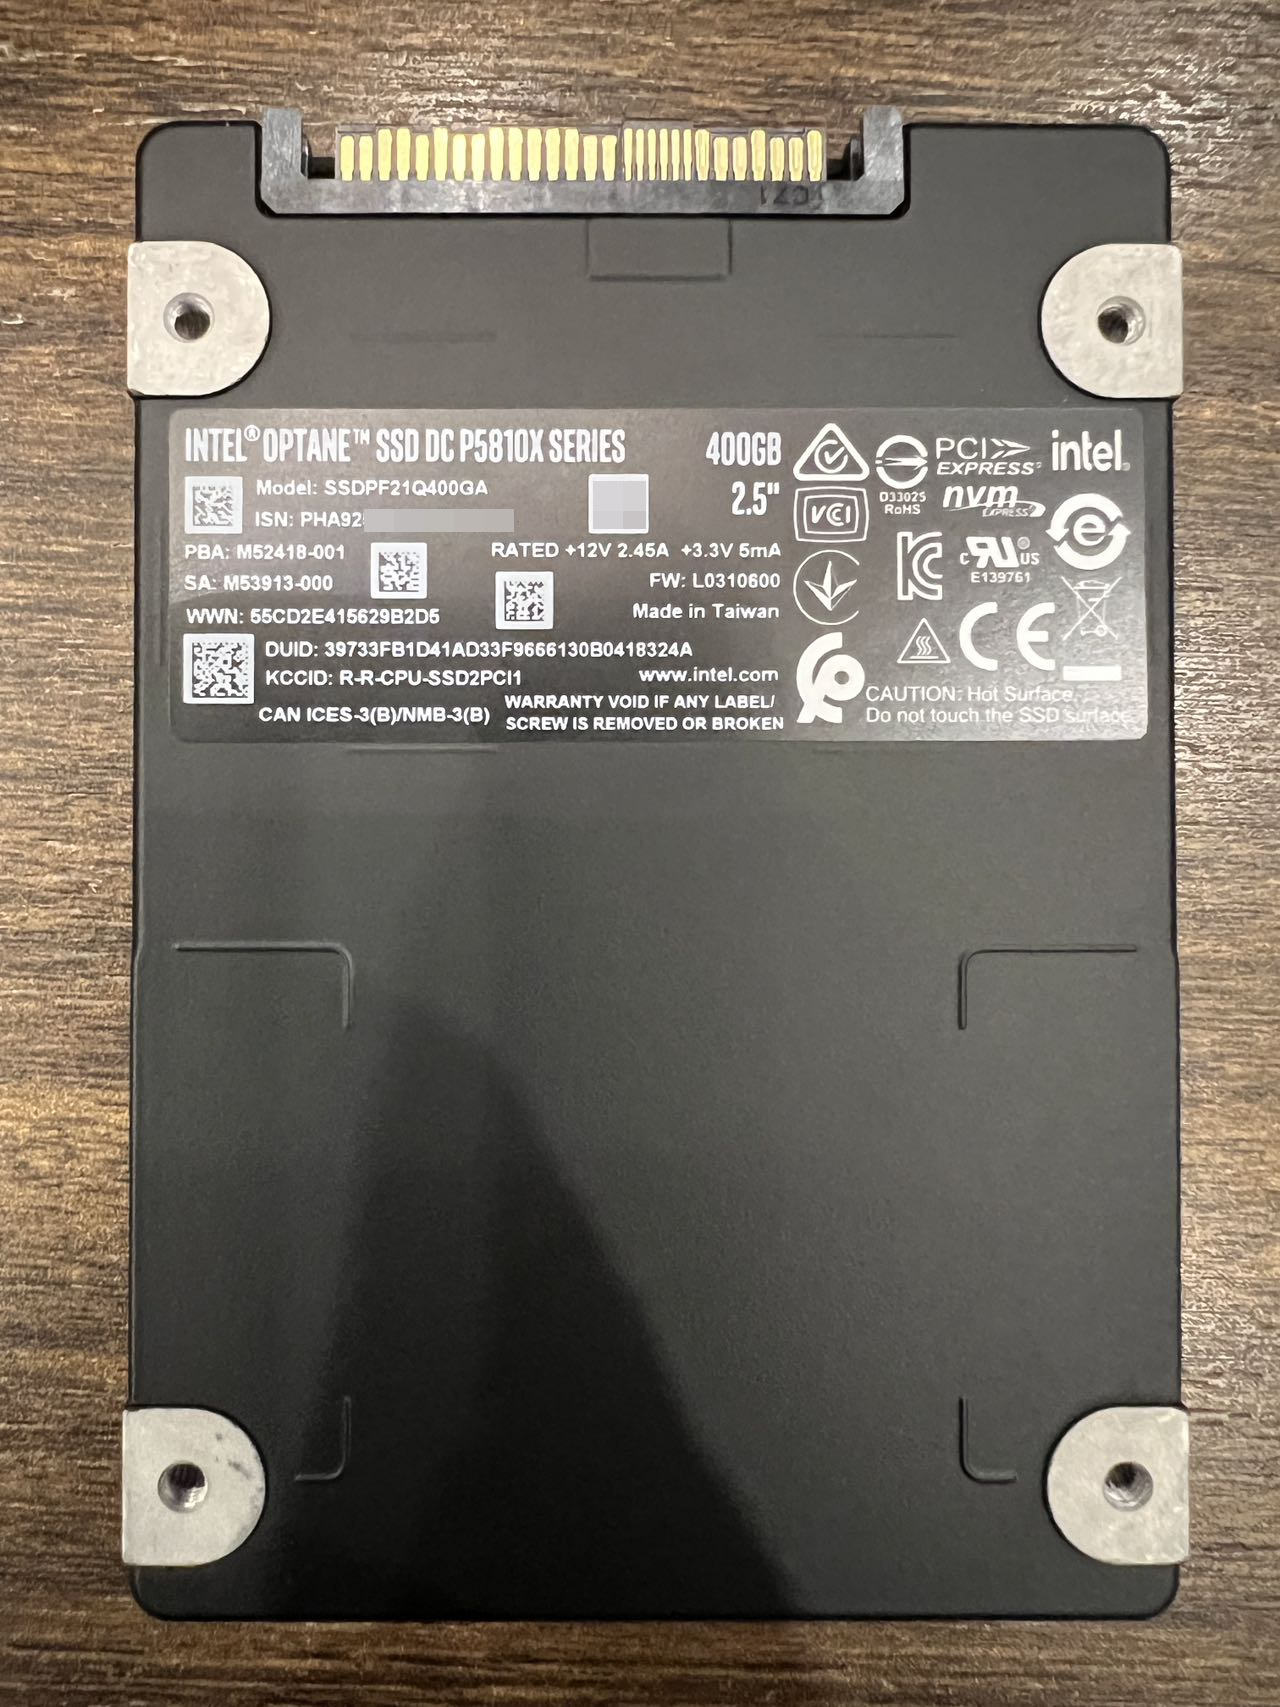 INTEL® OPTANE™ SSD DC P5810X SERIES
400GB
2.5"
Model: SSDPF21Q400GA
ISN: PHA92
PBA: M52418-001
SA: M53913-000
WWN: 55CD2E415629B2D5
RATED +12V 2.45A +3.3V 5mA
FW: L0310600
Made in Taiwan
DUID: 39733FB1D41AD33F9666130B0418324A
KCCID: R-R-CPU-SSD2PCI1
www.intel.com
CAN ICES-3(B)/NMB-3(B)
WARRANTY VOID IF ANY LABEL/
SCREW IS REMOVED OR BROKEN
D33025
RoHS
PCI
EXPRESS®
intel.
VCI
nvm
EXPRESS
c RU® US
E139761
CE
CAUTION: Hot Surface.
Do not touch the SSD surface.